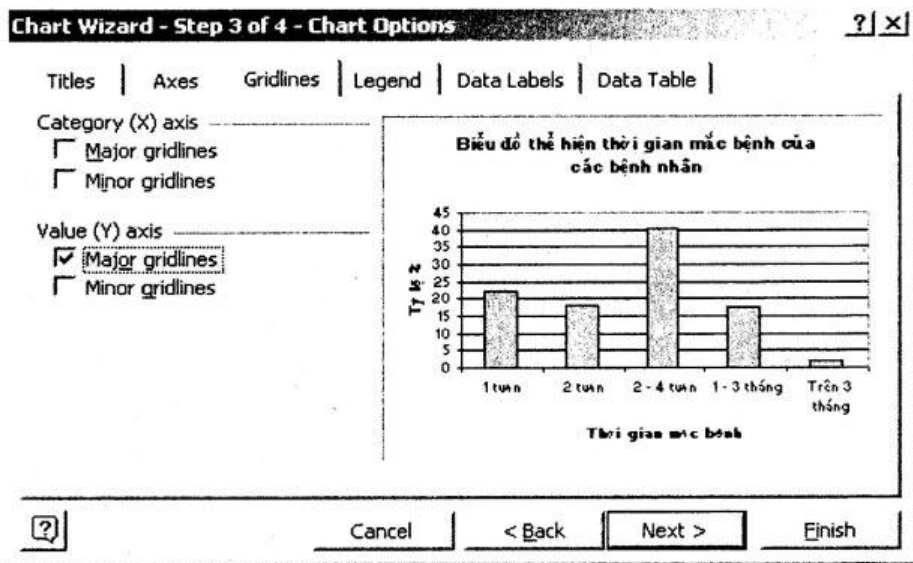 Chart Wizard - Step 3 of 4 - Chart Options
Titles Axes Gridlines Legend Data Labels Data Table
Category (X) axis
Major gridlines
Minor gridlines
Value (Y) axis
Major gridlines
Minor gridlines
Biểu đồ thể hiện thời gian mắc bệnh của
các bệnh nhân
Tỷ lệ %
45
40
35
30
25
20
15
10
5
0
1 tuần 2 tuần 2 - 4 tuần 1 - 3 tháng Trên 3
tháng
Thời gian mắc bệnh
Cancel < Back Next > Finish